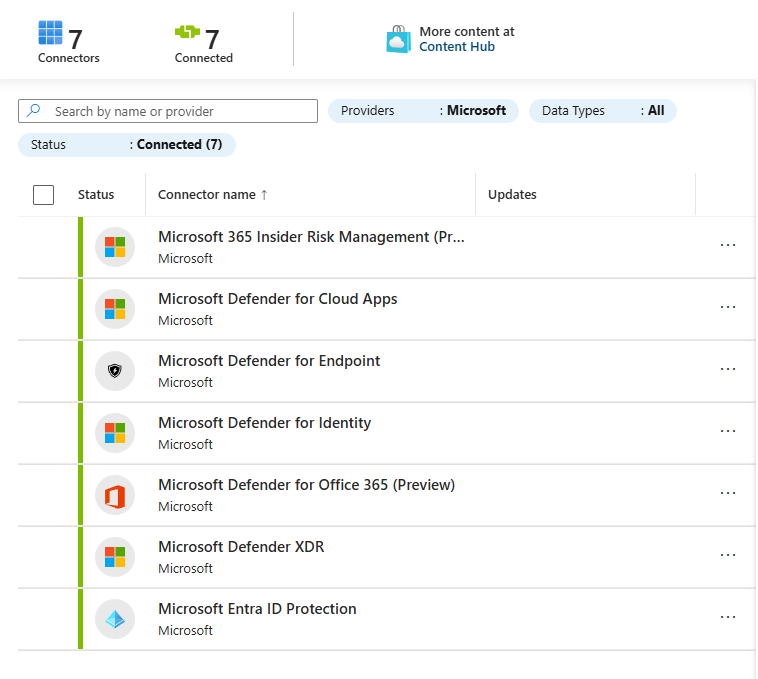 7
Connectors
7
Connected
More content at
Content Hub
Search by name or provider
Providers : Microsoft
Data Types : All
Status : Connected (7)
Status Connector name ↑ Updates
Microsoft 365 Insider Risk Management (Pr...
Microsoft
Microsoft Defender for Cloud Apps
Microsoft
Microsoft Defender for Endpoint
Microsoft
Microsoft Defender for Identity
Microsoft
Microsoft Defender for Office 365 (Preview)
Microsoft
Microsoft Defender XDR
Microsoft
Microsoft Entra ID Protection
Microsoft